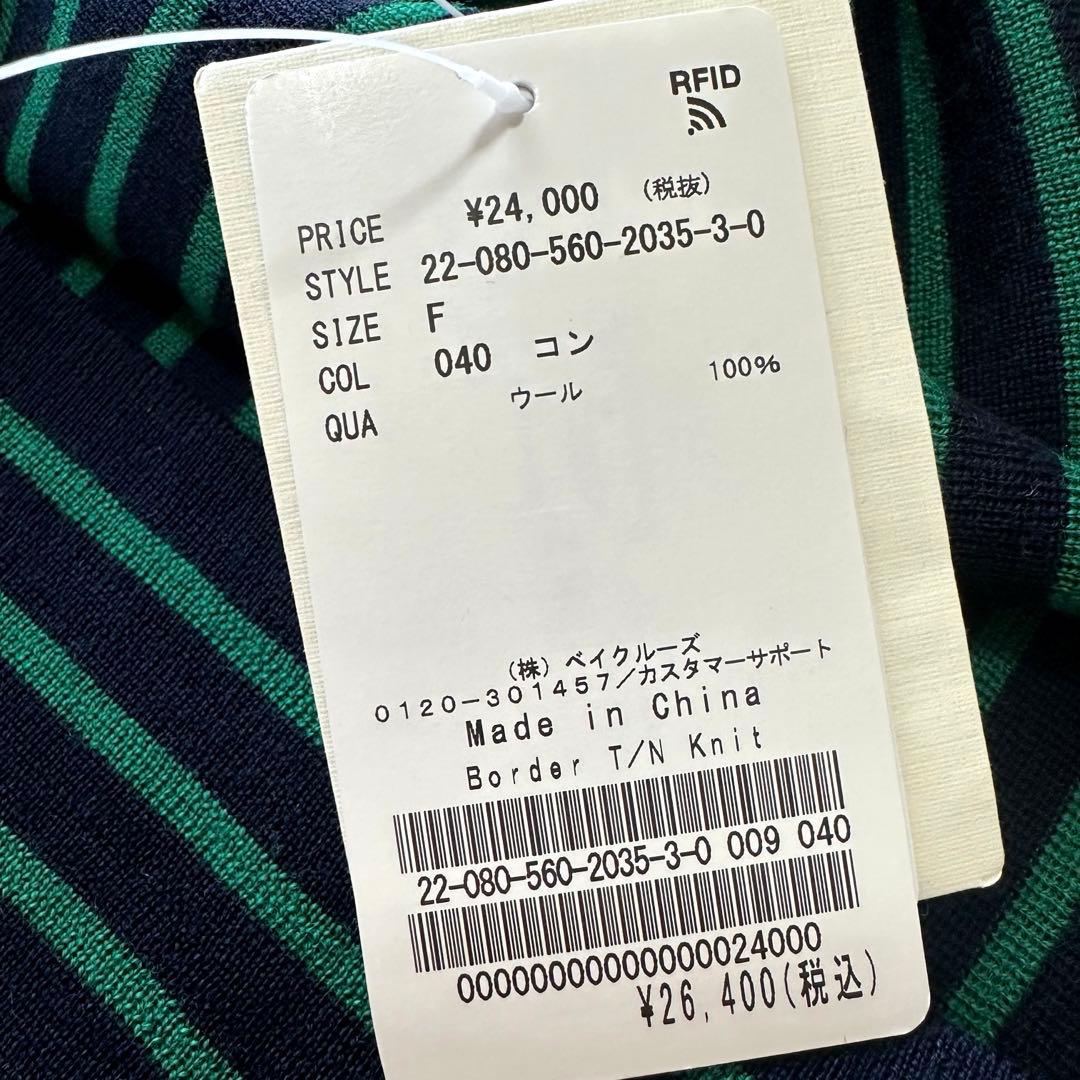 RFID
PRICE ¥24,000 (税抜)
STYLE 22-080-560-2035-3-0
SIZE F
COL 040 コン
QUA ウール 100%
(株)ベイクルーズ
0120-301457/カスタマーサポート
Made in China
Border T/N Knit
22-080-560-2035-3-0 009 040
000000000000000024000
¥26,400(税込)